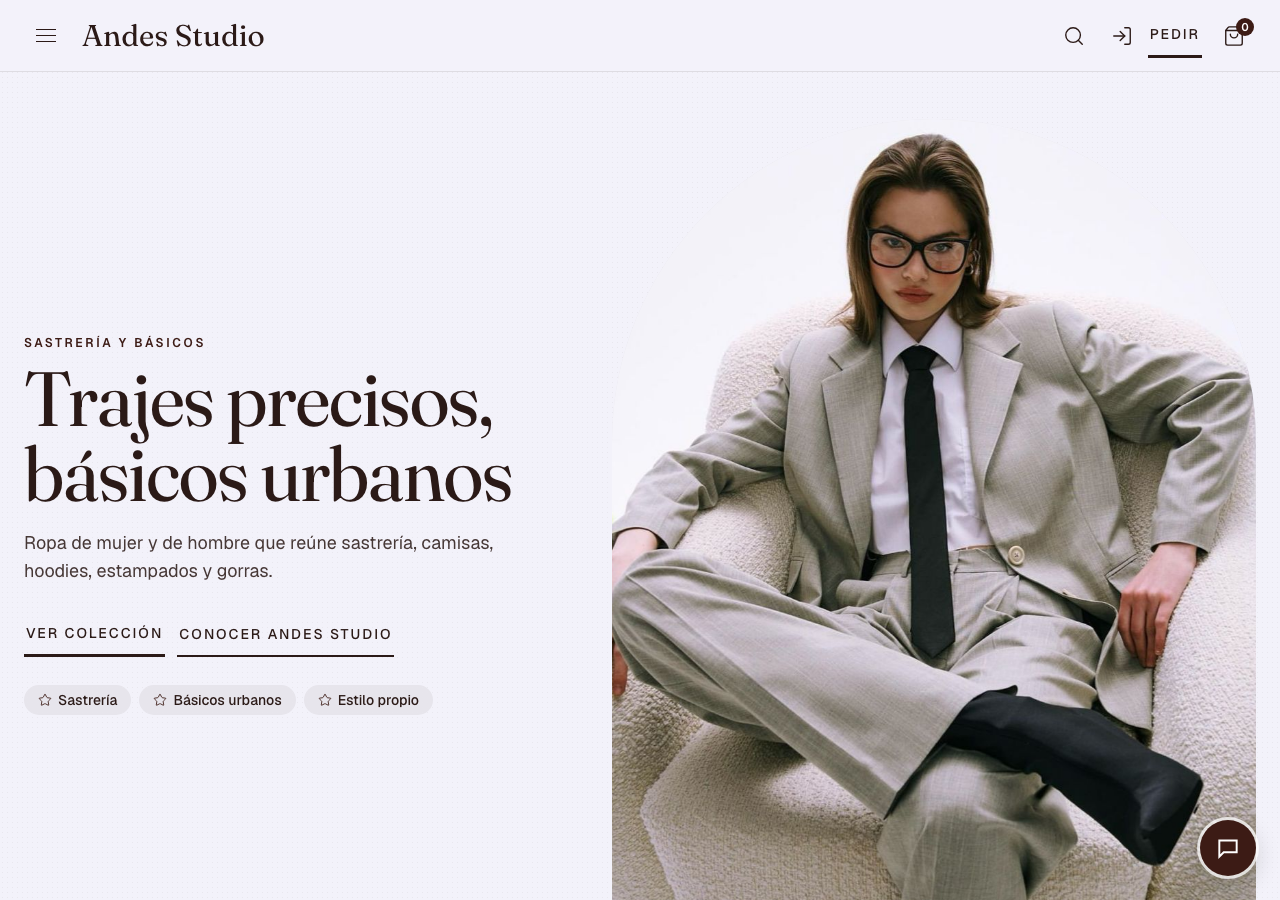 Andes Studio
PEDIR
0
SASTRERÍA Y BÁSICOS
Trajes precisos,
básicos urbanos
Ropa de mujer y de hombre que reúne sastrería, camisas,
hoodies, estampados y gorras.
VER COLECCIÓN
CONOCER ANDES STUDIO
Sastrería
Básicos urbanos
Estilo propio